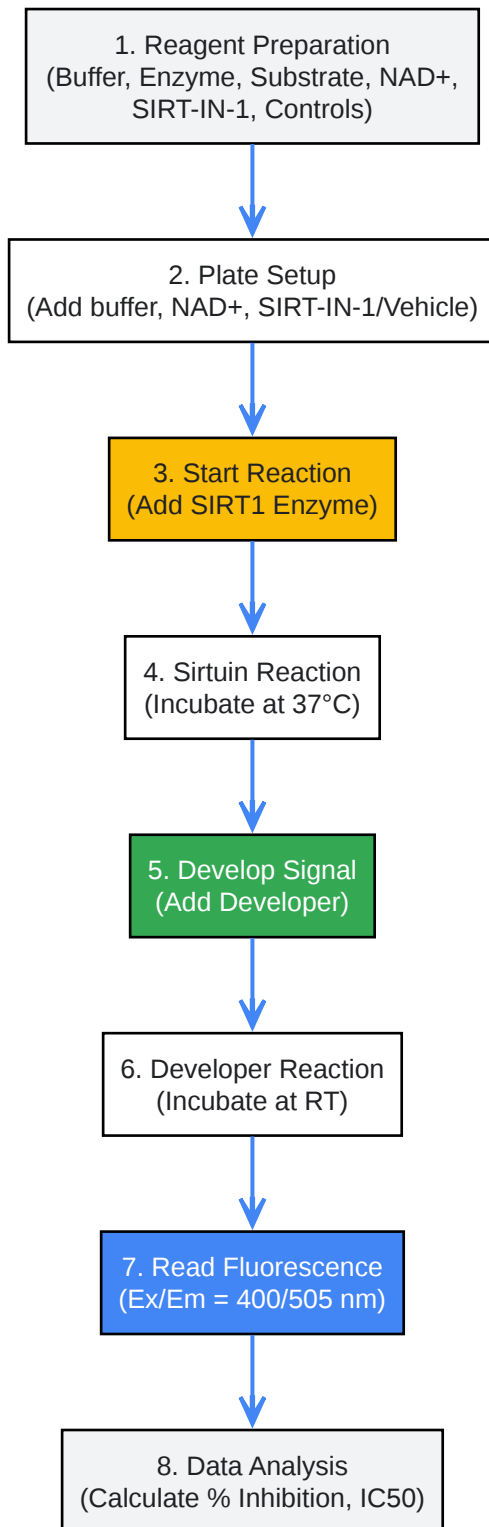 1. Reagent Preparation
(Buffer, Enzyme, Substrate, NAD+,
SIRT-IN-1, Controls)
2. Plate Setup
(Add buffer, NAD+, SIRT-IN-1/Vehicle)
3. Start Reaction
(Add SIRT1 Enzyme)
4. Sirtuin Reaction
(Incubate at 37°C)
5. Develop Signal
(Add Developer)
6. Developer Reaction
(Incubate at RT)
7. Read Fluorescence
(Ex/Em = 400/505 nm)
8. Data Analysis
(Calculate % Inhibition, IC50)